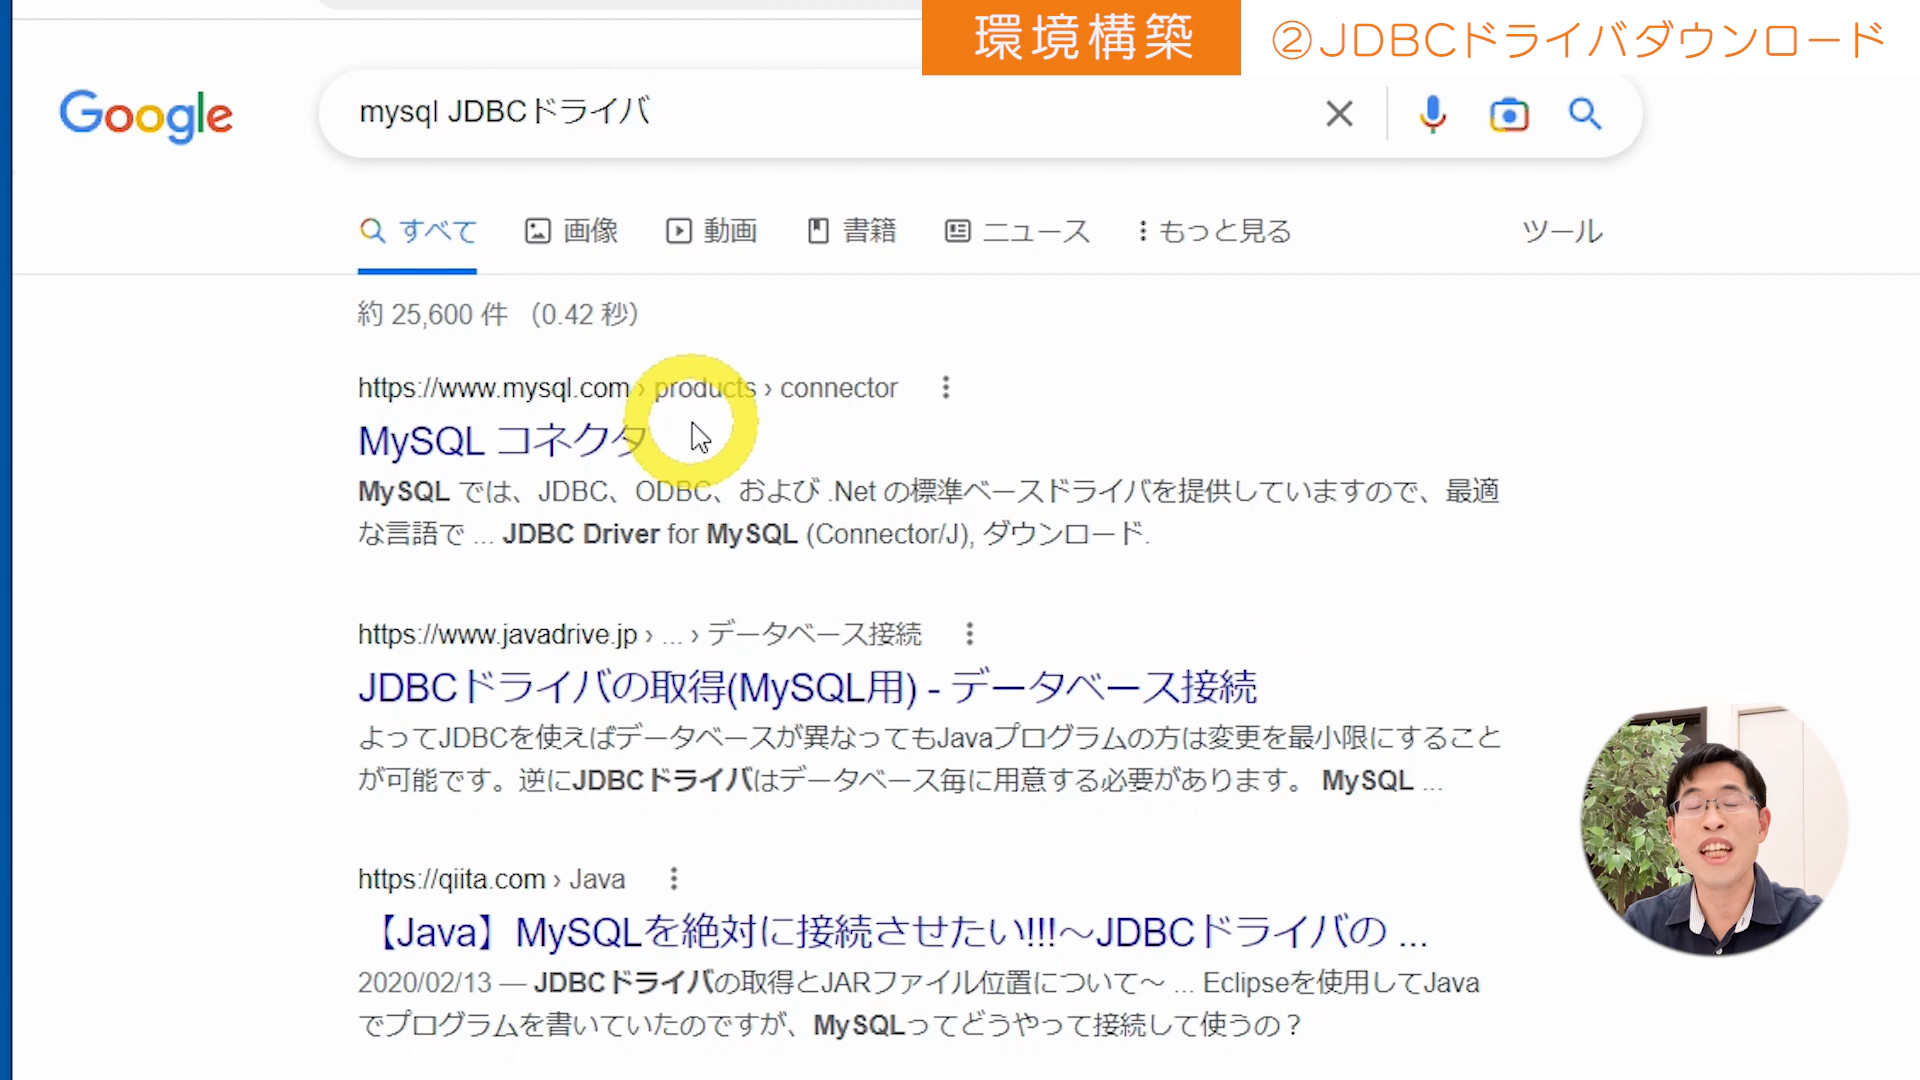 環境構築
②JDBCドライバダウンロード
Google
mysql JDBCドライバ
すべて
画像
動画
書籍
ニュース
もっと見る
ツール
約 25,600 件 （0.42 秒）
https://www.mysql.com › products › connector
MySQL コネクタ
MySQL では、JDBC、ODBC、および .Net の標準ベースドライバを提供していますので、最適
な言語で ... JDBC Driver for MySQL (Connector/J), ダウンロード.
https://www.javadrive.jp › ... › データベース接続
JDBCドライバの取得(MySQL用) - データベース接続
よってJDBCを使えばデータベースが異なってもJavaプログラムの方は変更を最小限にすること
が可能です。逆にJDBCドライバはデータベース毎に用意する必要があります。 MySQL ...
https://qiita.com › Java
【Java】MySQLを絶対に接続させたい!!!～JDBCドライバの ...
2020/02/13 — JDBCドライバの取得とJARファイル位置について～ ... Eclipseを使用してJava
でプログラムを書いていたのですが、MySQLってどうやって接続して使うの？